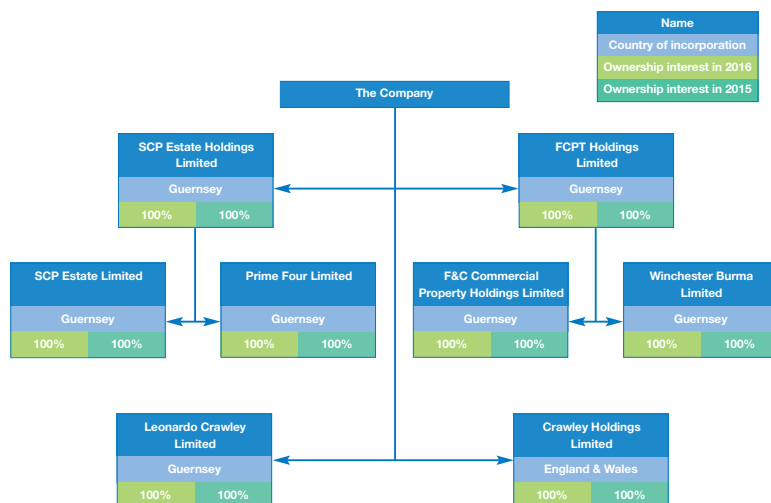 Name
Country of incorporation
Ownership interest in 2016
Ownership interest in 2015
The Company
SCP Estate Holdings
Limited
Guernsey
100% 100%
FCPT Holdings
Limited
Guernsey
100% 100%
SCP Estate Limited
Guernsey
100% 100%
Prime Four Limited
Guernsey
100% 100%
F&C Commercial
Property Holdings Limited
Guernsey
100% 100%
Winchester Burma
Limited
Guernsey
100% 100%
Leonardo Crawley
Limited
Guernsey
100% 100%
Crawley Holdings
Limited
England & Wales
100% 100%